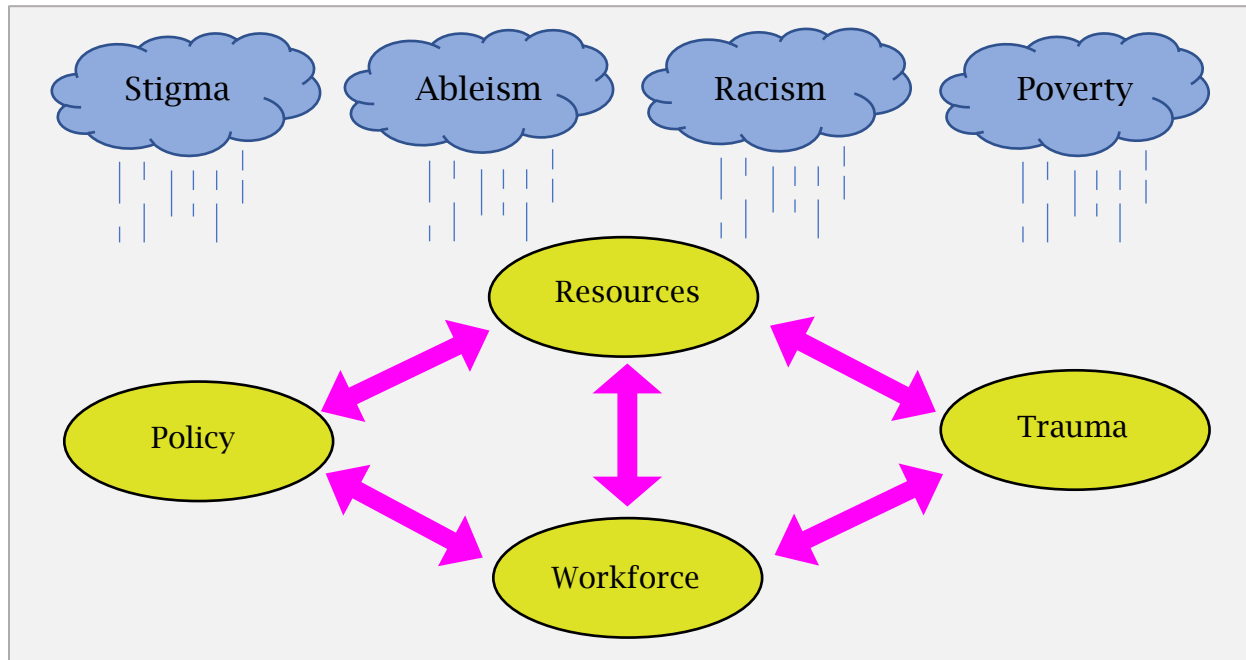 Stigma
Ableism
Racism
Poverty
Resources
Policy
Trauma
Workforce